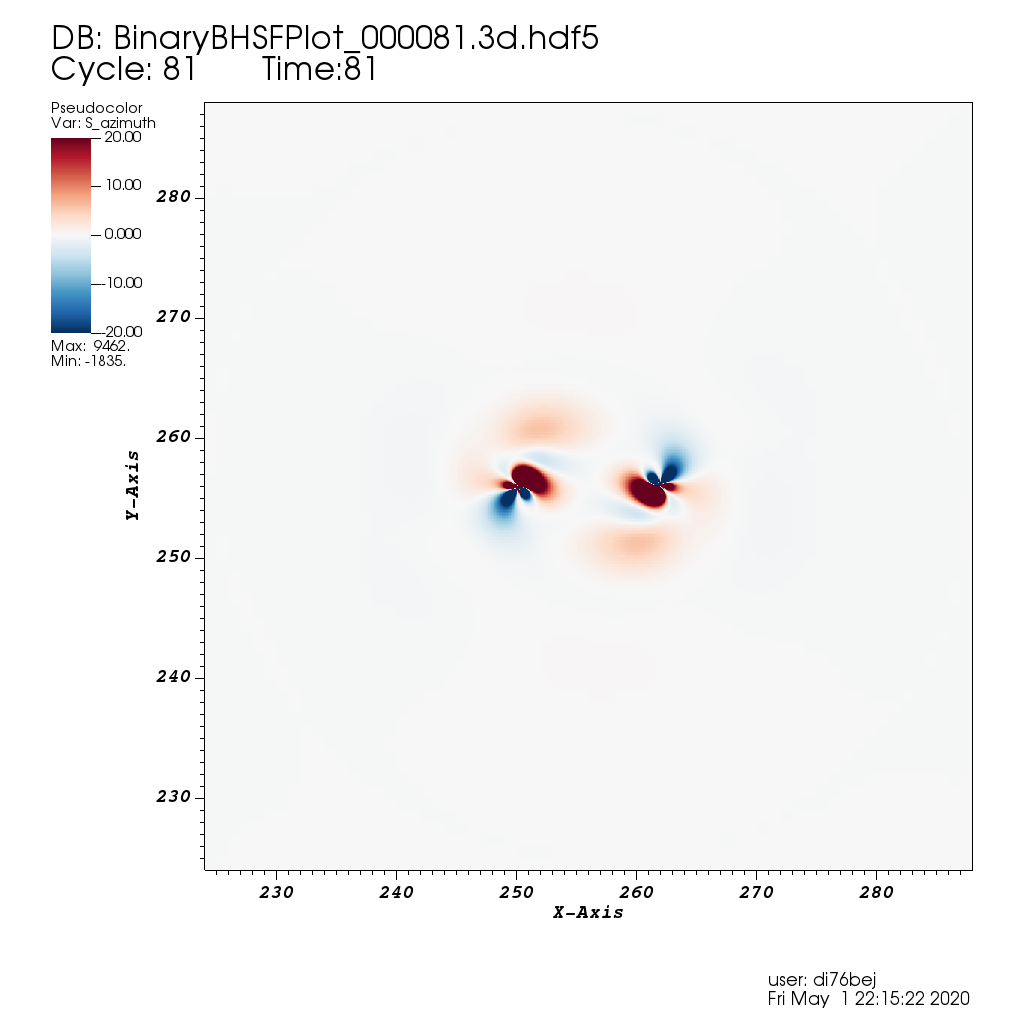 DB: BinaryBHSFPlot_000081.3d.hdf5
Cycle: 81 Time:81
Pseudocolor
Var: S_azimuth
20.00
10.00
0.000
-10.00
-20.00
Max: 9462.
Min: -1835.
280
270
260
250
240
230
Y-Axis
230 240 250 260 270 280
X-Axis
user: di76bej
Fri May 1 22:15:22 2020